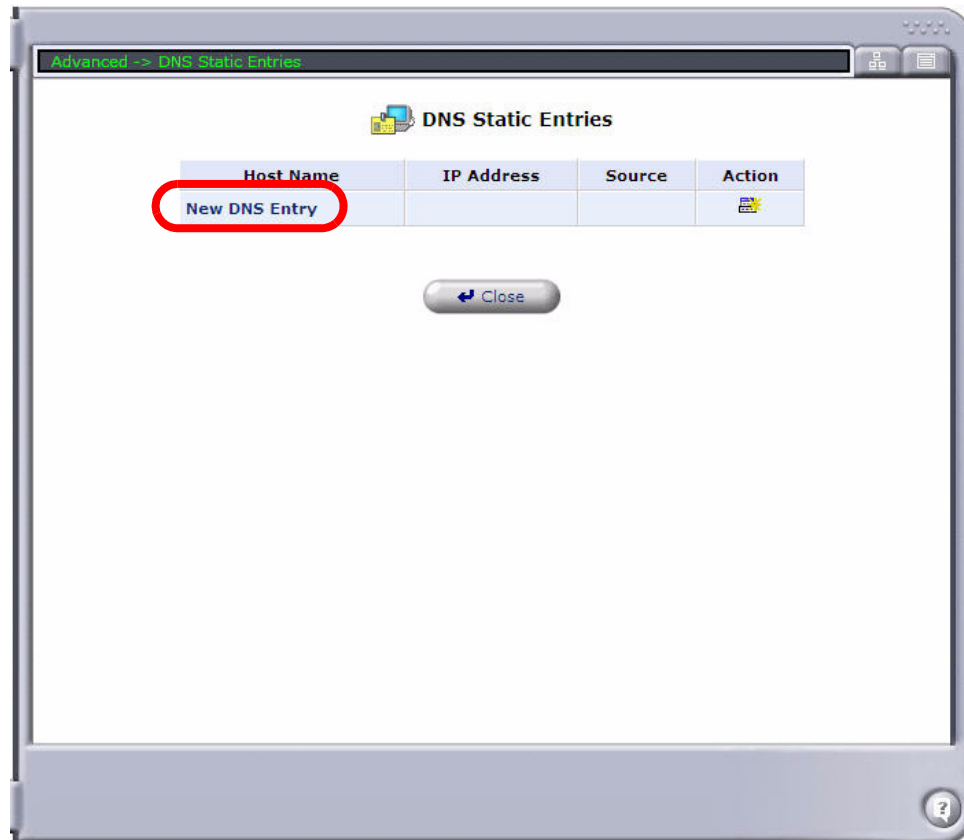 Advanced -> DNS Static Entries
DNS Static Entries
Host Name IP Address Source Action
New DNS Entry
Close
?